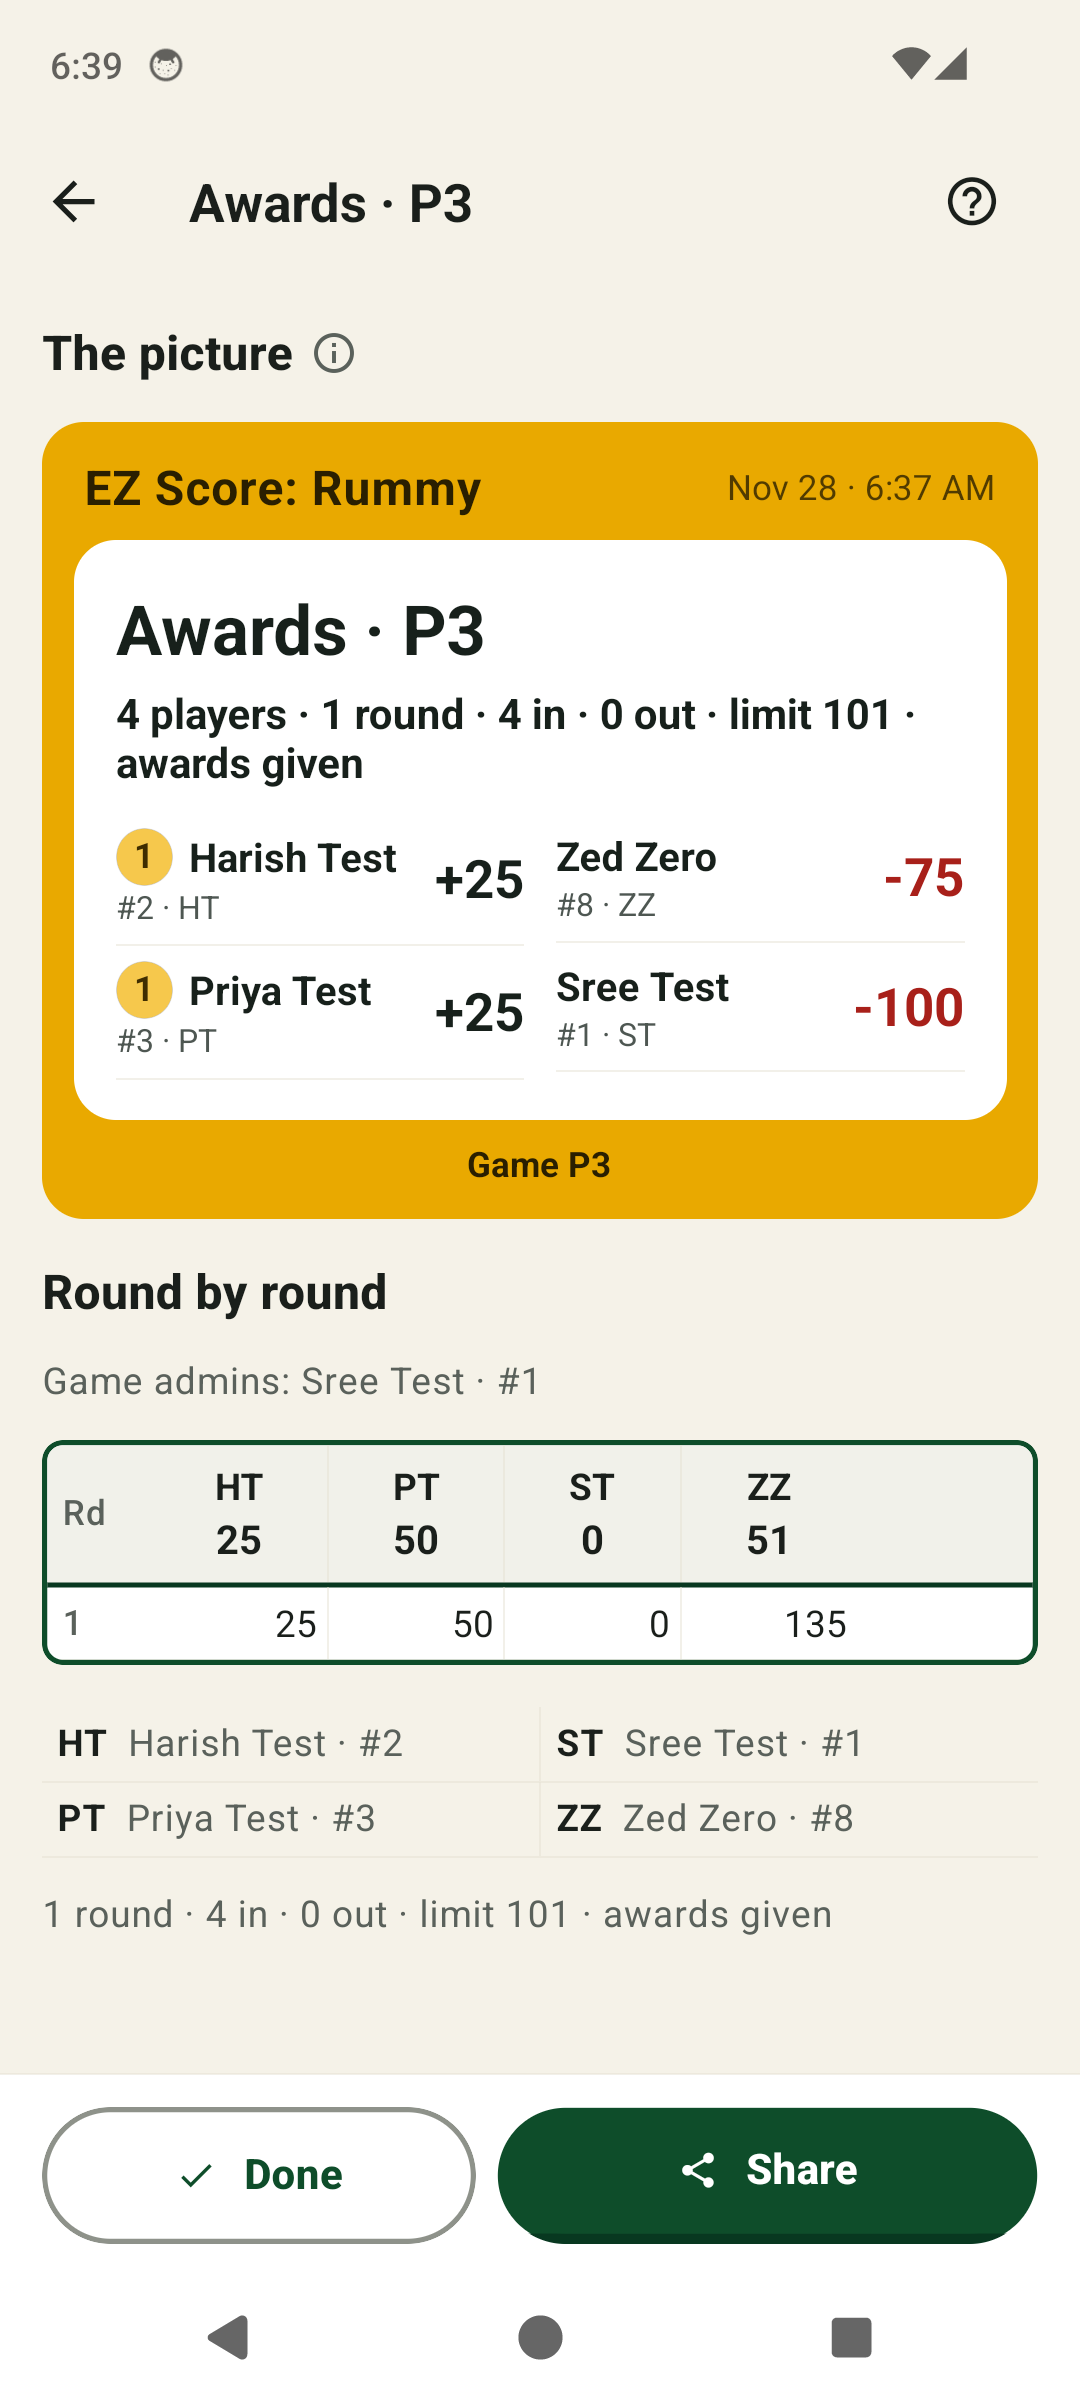 6:39
Awards · P3
The picture
EZ Score: Rummy
Nov 28 · 6:37 AM
Awards · P3
4 players · 1 round · 4 in · 0 out · limit 101 ·
awards given
1 Harish Test +25
#2 · HT
1 Priya Test +25
#3 · PT
Zed Zero -75
#8 · ZZ
Sree Test -100
#1 · ST
Game P3
Round by round
Game admins: Sree Test · #1
Rd HT PT ST ZZ
25 50 0 51
1 25 50 0 135
HT Harish Test · #2
ST Sree Test · #1
PT Priya Test · #3
ZZ Zed Zero · #8
1 round · 4 in · 0 out · limit 101 · awards given
Done
Share